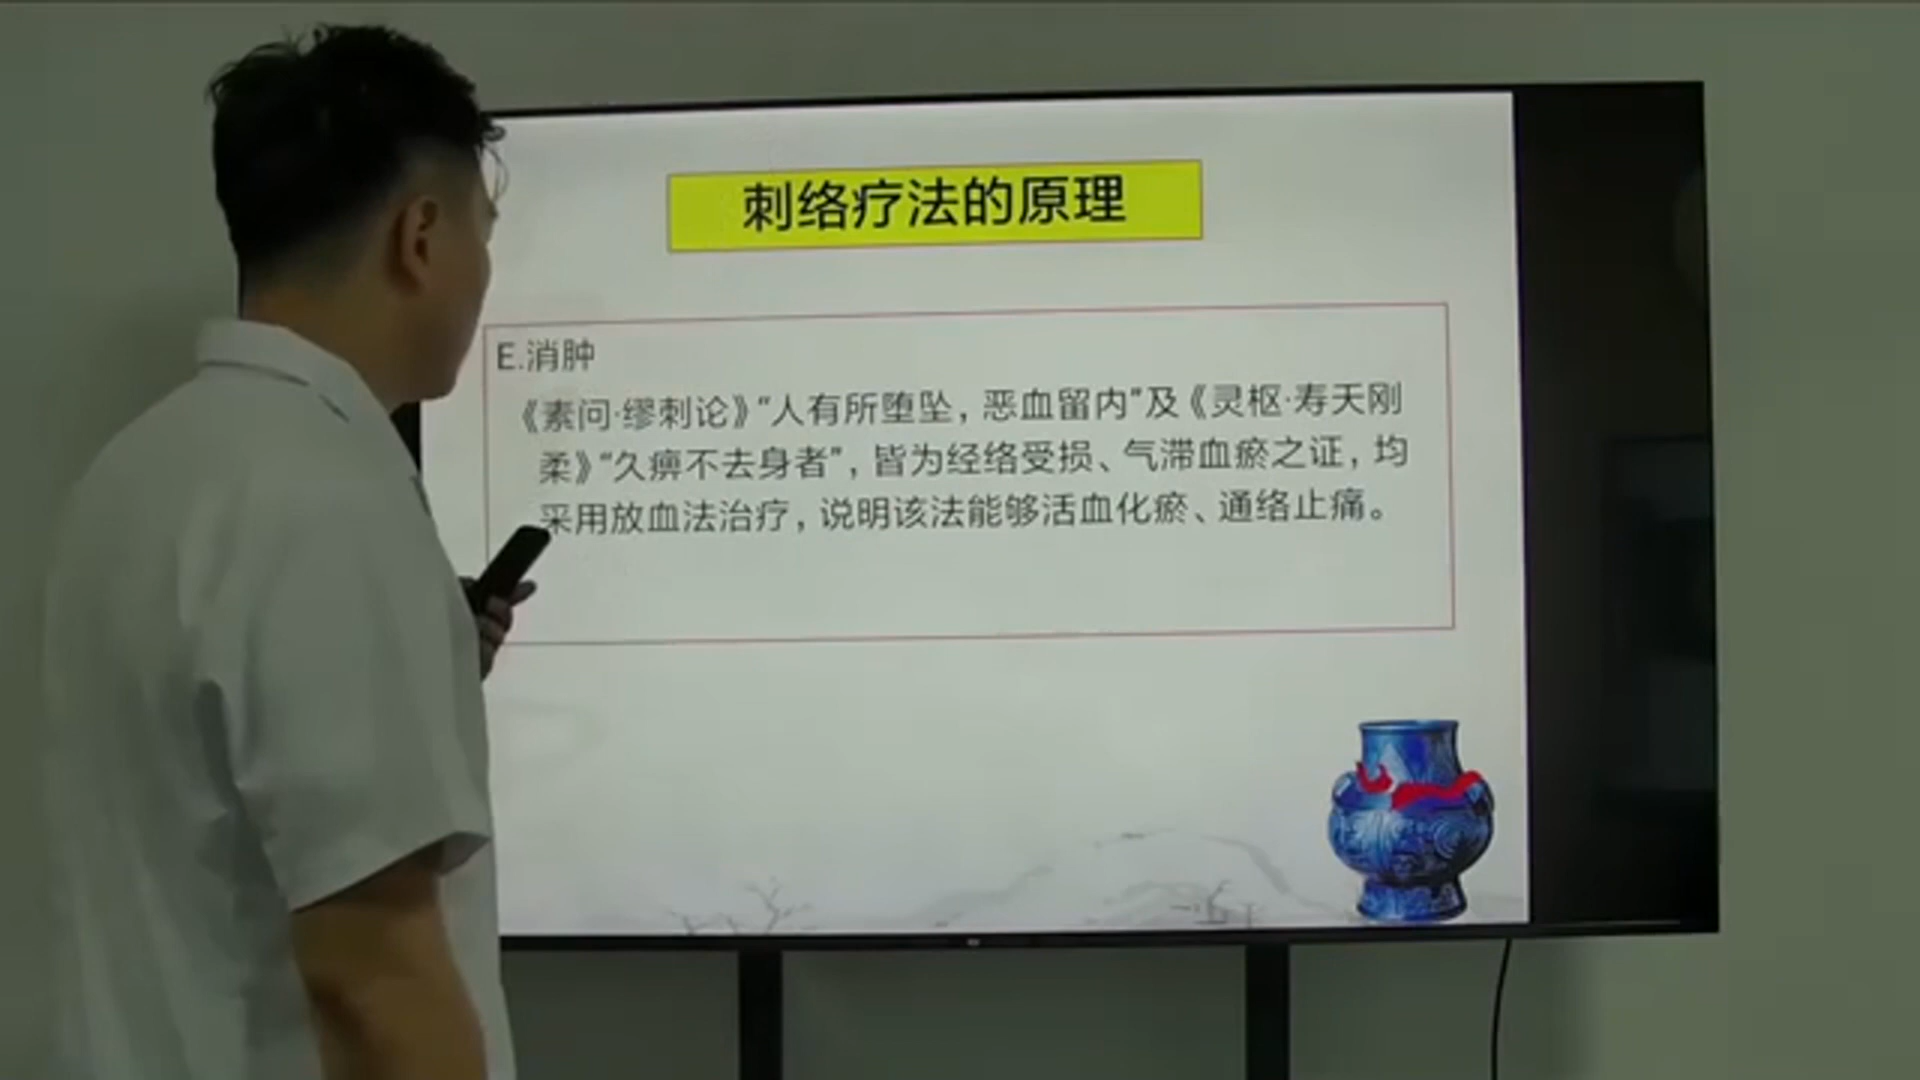 刺络疗法的原理
E.消肿
《素问·缪刺论》“人有所堕坠，恶血留内”及《灵枢·寿夭刚
柔》“久痹不去身者”，皆为经络受损、气滞血瘀之证，均
采用放血法治疗，说明该法能够活血化瘀、通络止痛。